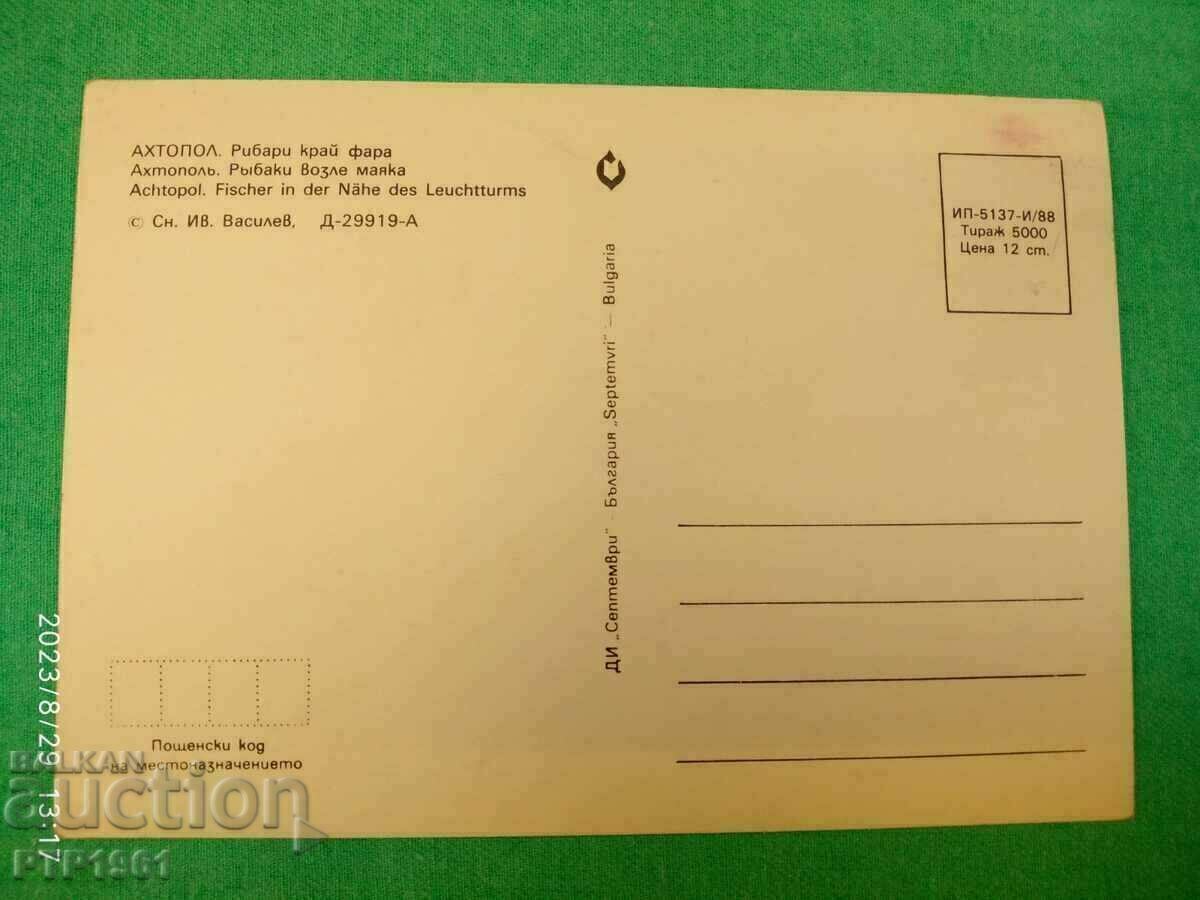 АХТОПОЛ. Рибари край фара
Ахтополь. Рыбаки возле маяка
Achtopol. Fischer in der Nähe des Leuchtturms
© Сн. Ив. Василев, Д-29919-А
ДИ „Септември" - България „Septemvri" — Bulgaria
ИП-5137-И/88
Тираж 5000
Цена 12 ст.
Пощенски код
на местоназначението
2023/8/29 13:17
BALKAN
auction
PTP1961